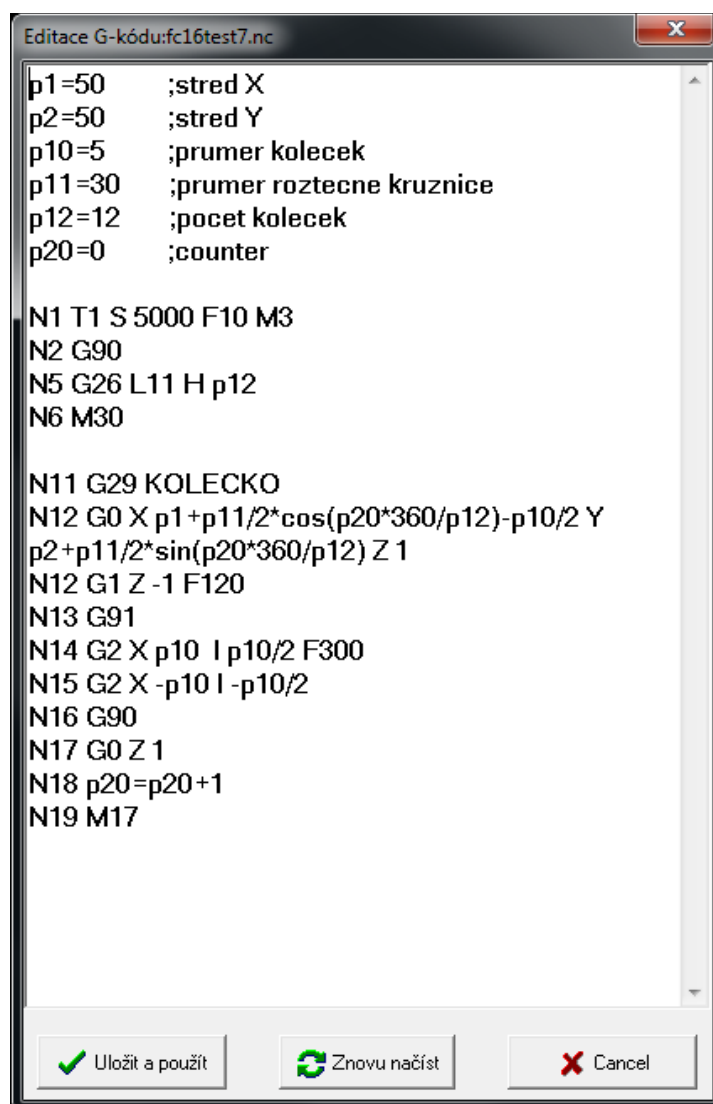 Editace G-kódu:fc16test7.nc
p1=50 ;stred X
p2=50 ;stred Y
p10=5 ;prumer kolecek
p11=30 ;prumer roztecne kruznice
p12=12 ;pocet kolecek
p20=0 ;counter
N1 T1 S 5000 F10 M3
N2 G90
N5 G26 L11 H p12
N6 M30
N11 G29 KOLECKO
N12 G0 X p1+p11/2*cos(p20*360/p12)-p10/2 Y
p2+p11/2*sin(p20*360/p12) Z 1
N12 G1 Z -1 F120
N13 G91
N14 G2 X p10  I p10/2 F300
N15 G2 X -p10 I -p10/2
N16 G90
N17 G0 Z 1
N18 p20=p20+1
N19 M17
Uložit a použít Znovu načíst Cancel